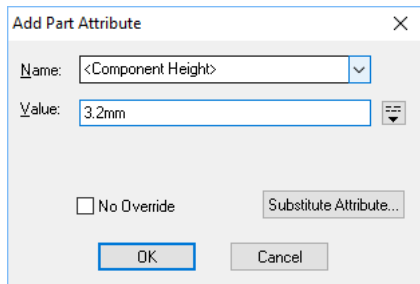 Add Part Attribute
Name: <Component Height>
Value: 3.2mm
No Override
Substitute Attribute...
OK
Cancel